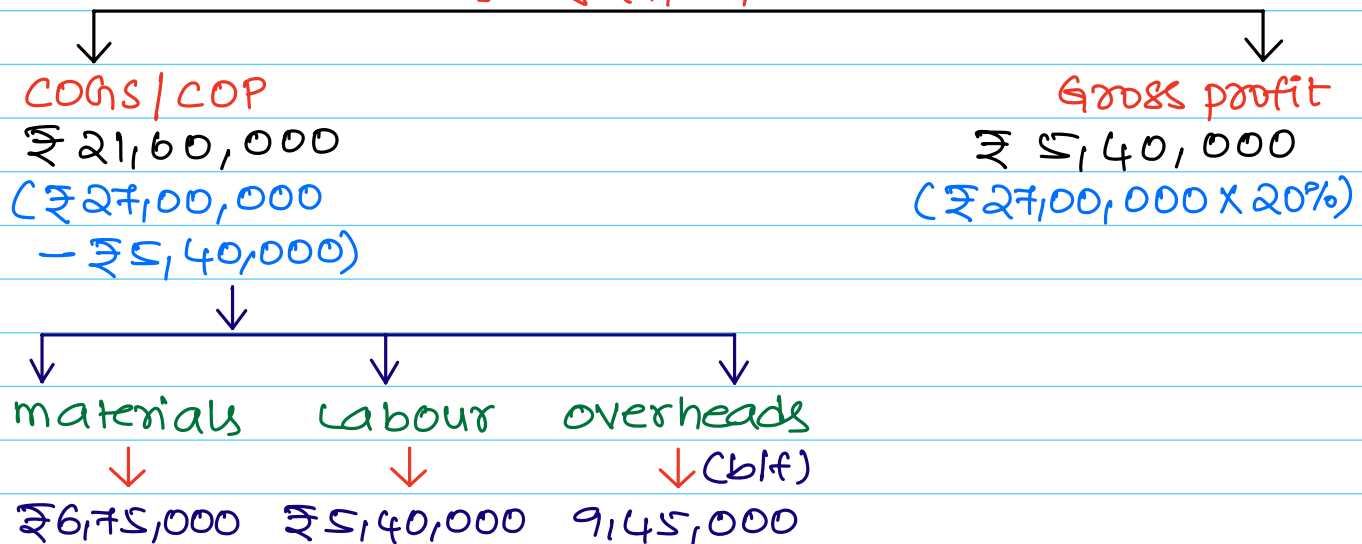 COGS / COP
Gross profit
₹ 21,60,000
₹ 5,40,000
(₹27,00,000
(₹27,00,000 x 20%)
- ₹5,40,000)
materials labour overheads
(b/f)
₹6,75,000 ₹5,40,000 9,45,000